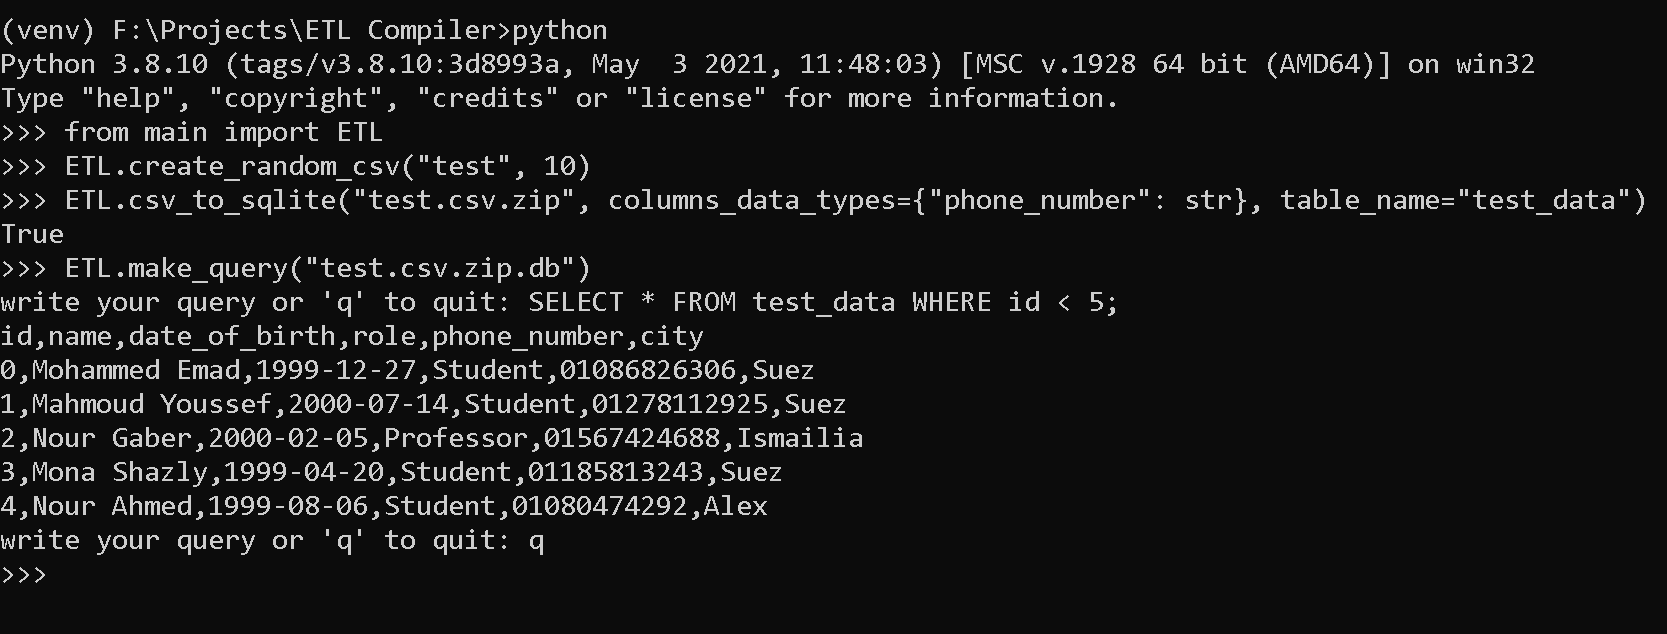 (venv) F:\Projects\ETL Compiler>python
Python 3.8.10 (tags/v3.8.10:3d8993a, May  3 2021, 11:48:03) [MSC v.1928 64 bit (AMD64)] on win32
Type "help", "copyright", "credits" or "license" for more information.
>>> from main import ETL
>>> ETL.create_random_csv("test", 10)
>>> ETL.csv_to_sqlite("test.csv.zip", columns_data_types={"phone_number": str}, table_name="test_data")
True
>>> ETL.make_query("test.csv.zip.db")
write your query or 'q' to quit: SELECT * FROM test_data WHERE id < 5;
id,name,date_of_birth,role,phone_number,city
0,Mohammed Emad,1999-12-27,Student,01086826306,Suez
1,Mahmoud Youssef,2000-07-14,Student,01278112925,Suez
2,Nour Gaber,2000-02-05,Professor,01567424688,Ismailia
3,Mona Shazly,1999-04-20,Student,01185813243,Suez
4,Nour Ahmed,1999-08-06,Student,01080474292,Alex
write your query or 'q' to quit: q
>>>